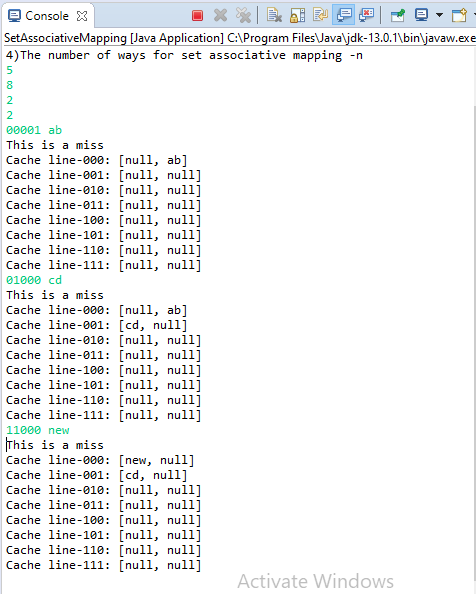 Console
SetAssociativeMapping [Java Application] C:\Program Files\Java\jdk-13.0.1\bin\javaw.exe
4)The number of ways for set associative mapping -n
5
8
2
2
00001 ab
This is a miss
Cache line-000: [null, ab]
Cache line-001: [null, null]
Cache line-010: [null, null]
Cache line-011: [null, null]
Cache line-100: [null, null]
Cache line-101: [null, null]
Cache line-110: [null, null]
Cache line-111: [null, null]
01000 cd
This is a miss
Cache line-000: [null, ab]
Cache line-001: [cd, null]
Cache line-010: [null, null]
Cache line-011: [null, null]
Cache line-100: [null, null]
Cache line-101: [null, null]
Cache line-110: [null, null]
Cache line-111: [null, null]
11000 new
This is a miss
Cache line-000: [new, null]
Cache line-001: [cd, null]
Cache line-010: [null, null]
Cache line-011: [null, null]
Cache line-100: [null, null]
Cache line-101: [null, null]
Cache line-110: [null, null]
Cache line-111: [null, null]
Activate Windows